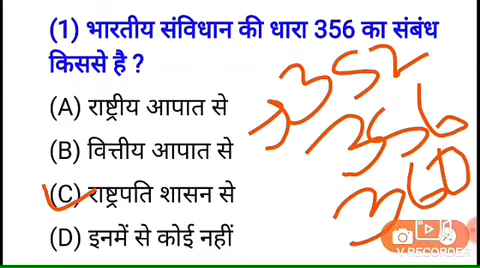 (1) भारतीय संविधान की धारा 356 का संबंध
किससे है ?
(A) राष्ट्रीय आपात से
(B) वित्तीय आपात से
(C) राष्ट्रपति शासन से
(D) इनमें से कोई नहीं
352
356
360
V RECORDER